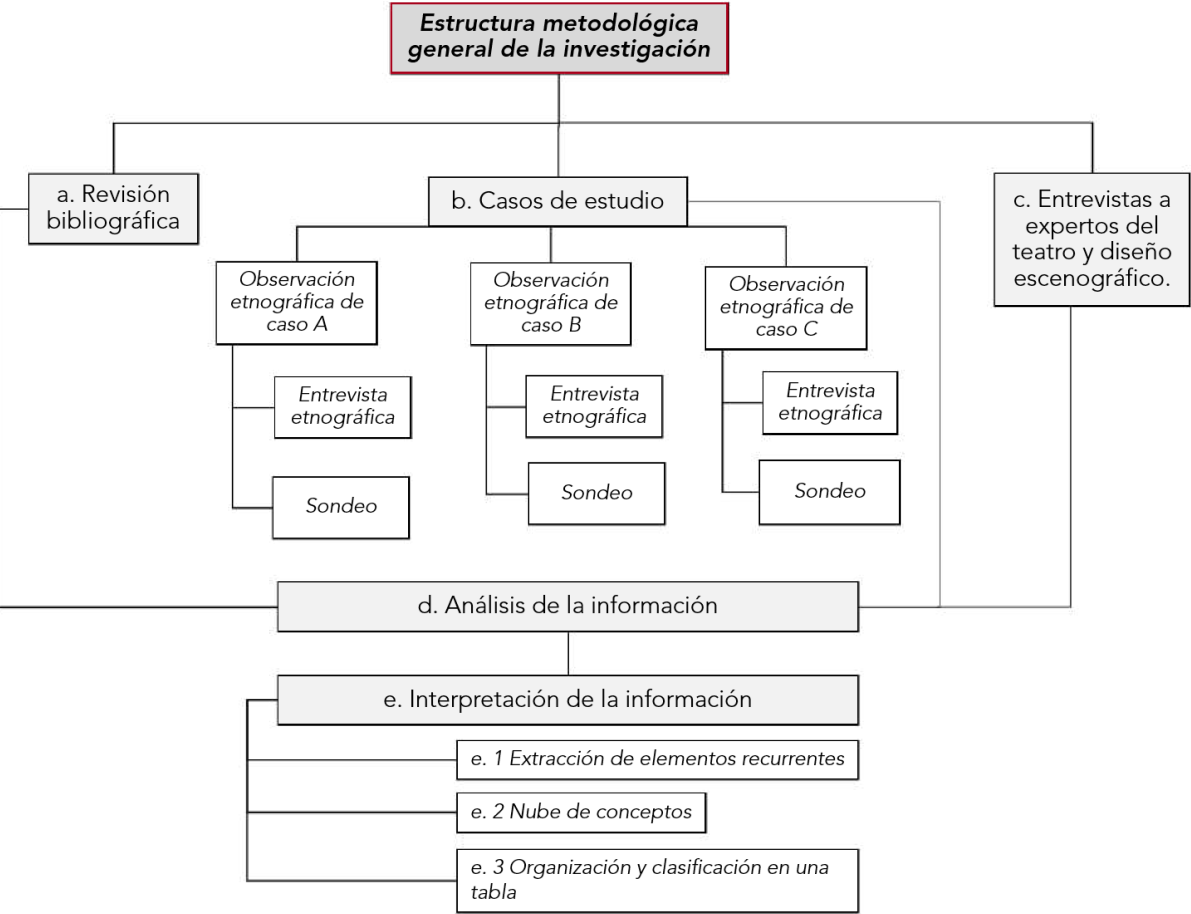 Estructura metodológica
general de la investigación
a. Revisión
bibliográfica
b. Casos de estudio
c. Entrevistas a
expertos del
teatro y diseño
escenográfico.
Observación
etnográfica de
caso A
Observación
etnográfica de
caso B
Observación
etnográfica de
caso C
Entrevista
etnográfica
Entrevista
etnográfica
Entrevista
etnográfica
Sondeo
Sondeo
Sondeo
d. Análisis de la información
e. Interpretación de la información
e. 1 Extracción de elementos recurrentes
e. 2 Nube de conceptos
e. 3 Organización y clasificación en una
tabla